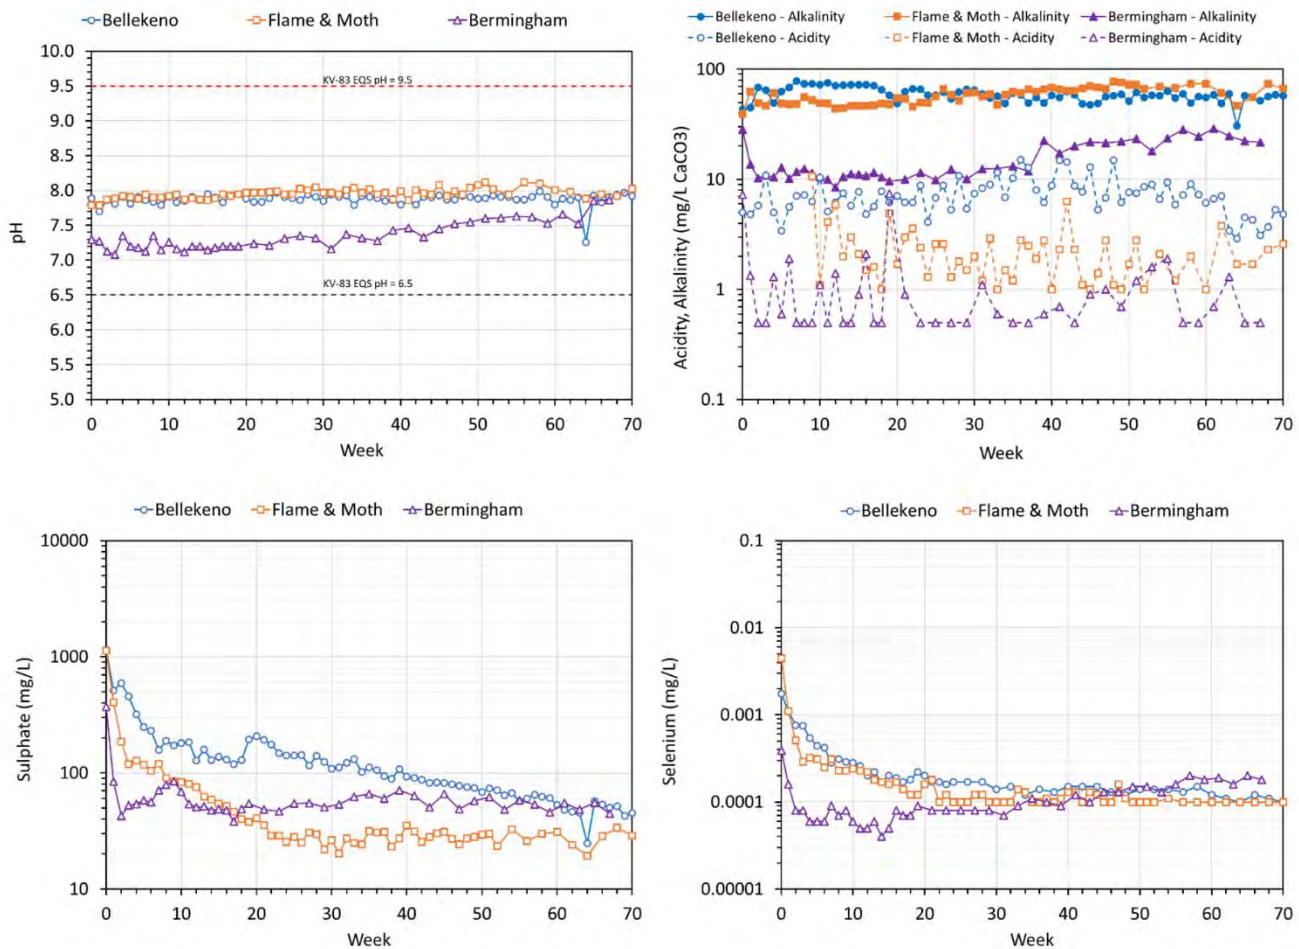 Bellekeno Flame & Moth Bermingham
10.0
9.5
9.0
8.5
8.0
7.5
7.0
6.5
6.0
5.5
5.0
pH
KV-83 EQS pH = 9.5
KV-83 EQS pH = 6.5
0 10 20 30 40 50 60 70
Week
Bellekeno - Alkalinity Flame & Moth - Alkalinity Bermingham - Alkalinity
Bellekeno - Acidity Flame & Moth - Acidity Bermingham - Acidity
100
10
1
0.1
Acidity, Alkalinity (mg/L CaCO3)
0 10 20 30 40 50 60 70
Week
Bellekeno Flame & Moth Bermingham
10000
1000
100
10
Sulphate (mg/L)
0 10 20 30 40 50 60 70
Week
Bellekeno Flame & Moth Bermingham
0.1
0.01
0.001
0.0001
0.00001
Selenium (mg/L)
0 10 20 30 40 50 60 70
Week